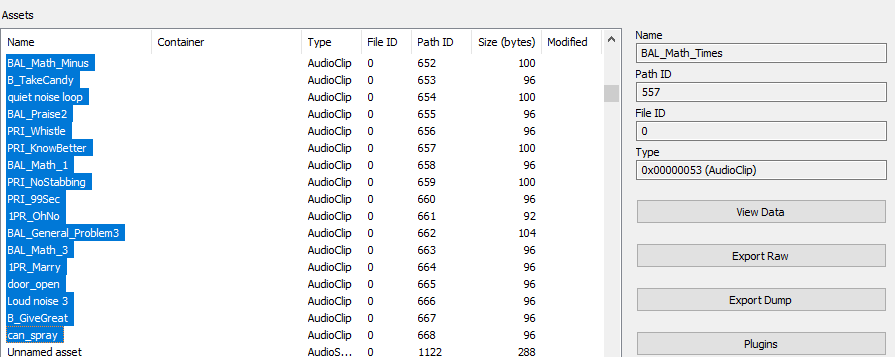 Assets
Name Container Type File ID Path ID Size (bytes) Modified
BAL_Math_Minus AudioClip 0 652 100
B_TakeCandy AudioClip 0 653 96
quiet noise loop AudioClip 0 654 100
BAL_Praise2 AudioClip 0 655 96
PRI_Whistle AudioClip 0 656 96
PRI_KnowBetter AudioClip 0 657 100
BAL_Math_1 AudioClip 0 658 96
PRI_NoStabbing AudioClip 0 659 100
PRI_99Sec AudioClip 0 660 96
1PR_OhNo AudioClip 0 661 92
BAL_General_Problem3 AudioClip 0 662 104
BAL_Math_3 AudioClip 0 663 96
1PR_Marry AudioClip 0 664 96
door_open AudioClip 0 665 96
Loud noise 3 AudioClip 0 666 96
B_GiveGreat AudioClip 0 667 96
can_spray AudioClip 0 668 96
Unnamed asset AudioS... 0 1122 288
Name
BAL_Math_Times
Path ID
557
File ID
0
Type
0x00000053 (AudioClip)
View Data
Export Raw
Export Dump
Plugins